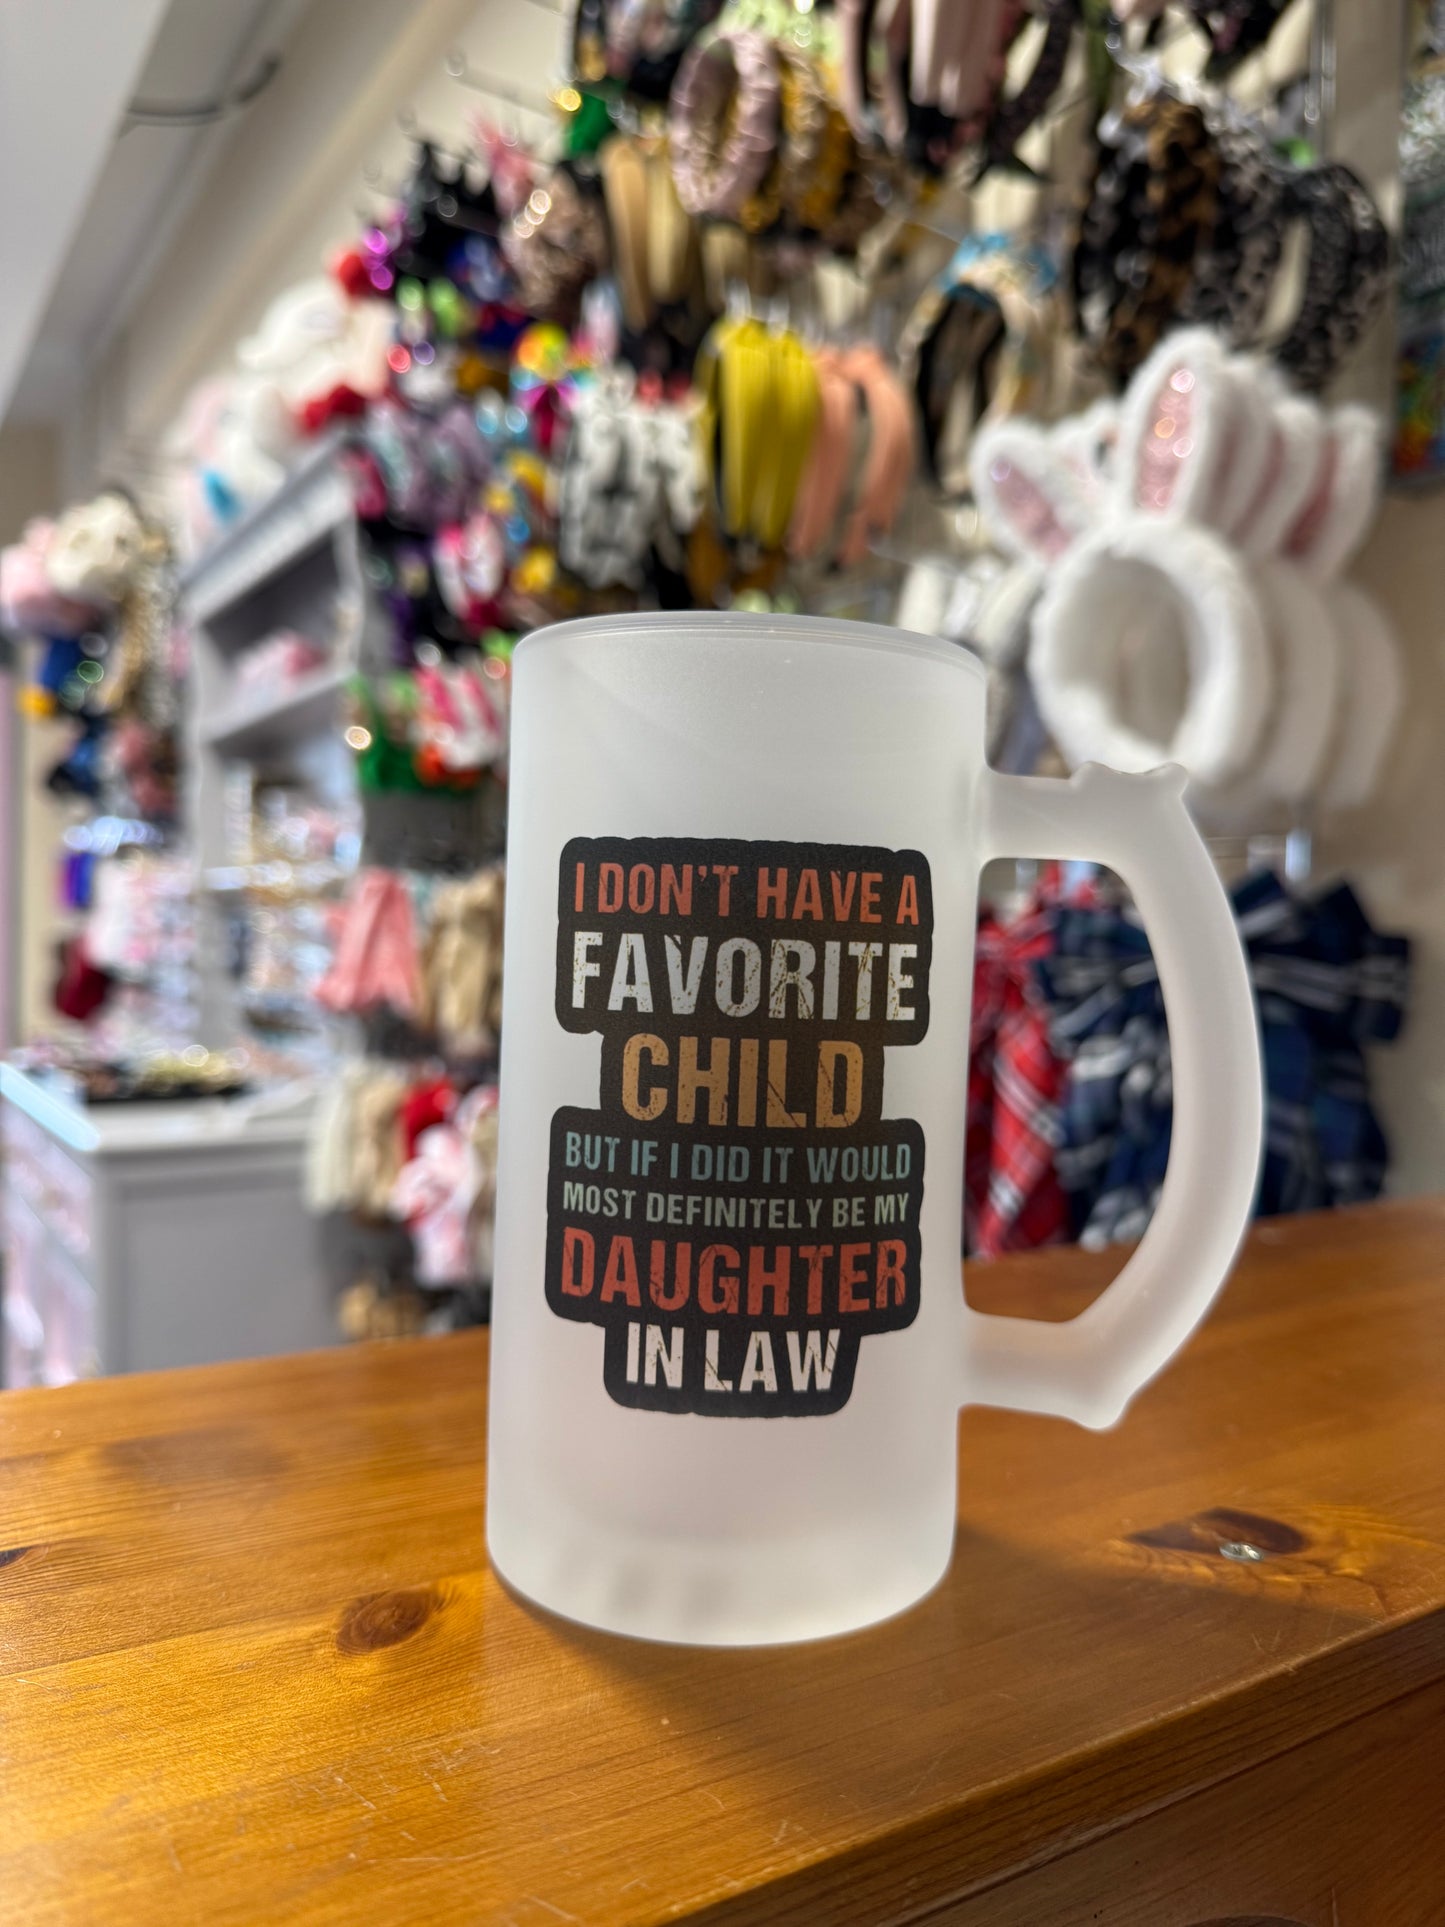 I DON'T HAVE A
FAVORITE
CHILD
BUT IF I DID IT WOULD
MOST DEFINITELY BE MY
DAUGHTER
IN LAW